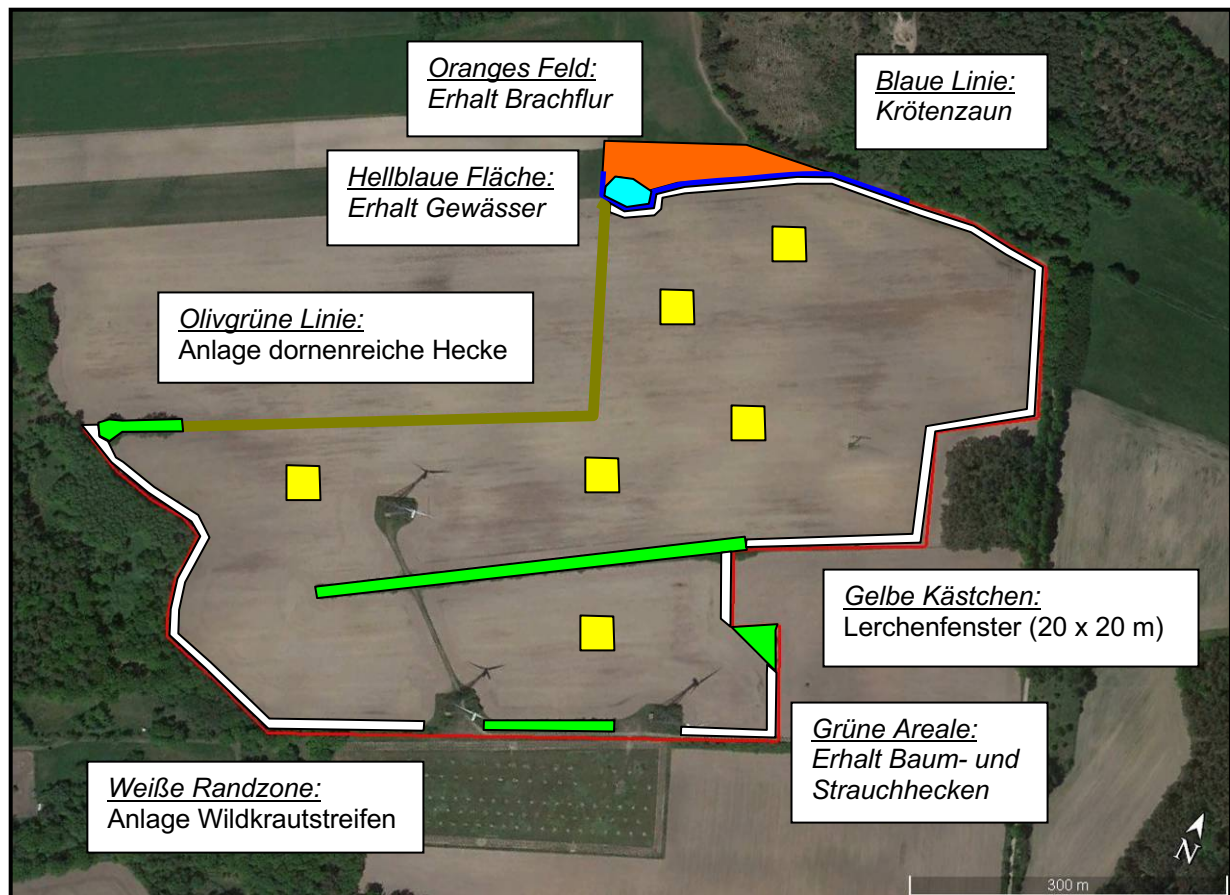 Oranges Feld:
Erhalt Brachflur
Blaue Linie:
Krötenzaun
Hellblaue Fläche:
Erhalt Gewässer
Olivgrüne Linie:
Anlage dornenreiche Hecke
Gelbe Kästchen:
Lerchenfenster (20 x 20 m)
Grüne Areale:
Erhalt Baum- und
Strauchhecken
Weiße Randzone:
Anlage Wildkrautstreifen
N
300 m